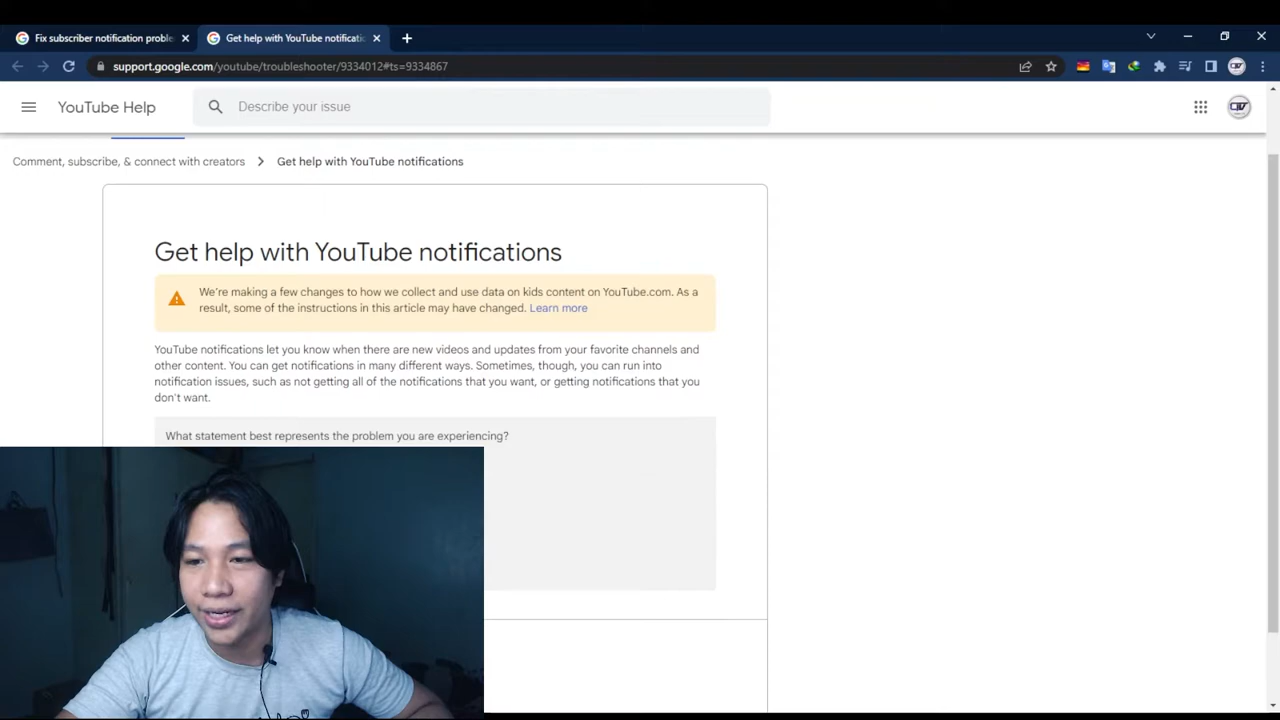 Fix subscriber notification proble
Get help with YouTube notificatio
support.google.com/youtube/troubleshooter/9334012#ts=9334867
YouTube Help
Describe your issue
Comment, subscribe, & connect with creators
Get help with YouTube notifications
Get help with YouTube notifications
We're making a few changes to how we collect and use data on kids content on YouTube.com. As a
result, some of the instructions in this article may have changed. Learn more
YouTube notifications let you know when there are new videos and updates from your favorite channels and
other content. You can get notifications in many different ways. Sometimes, though, you can run into
notification issues, such as not getting all of the notifications that you want, or getting notifications that you
don't want.
What statement best represents the problem you are experiencing?